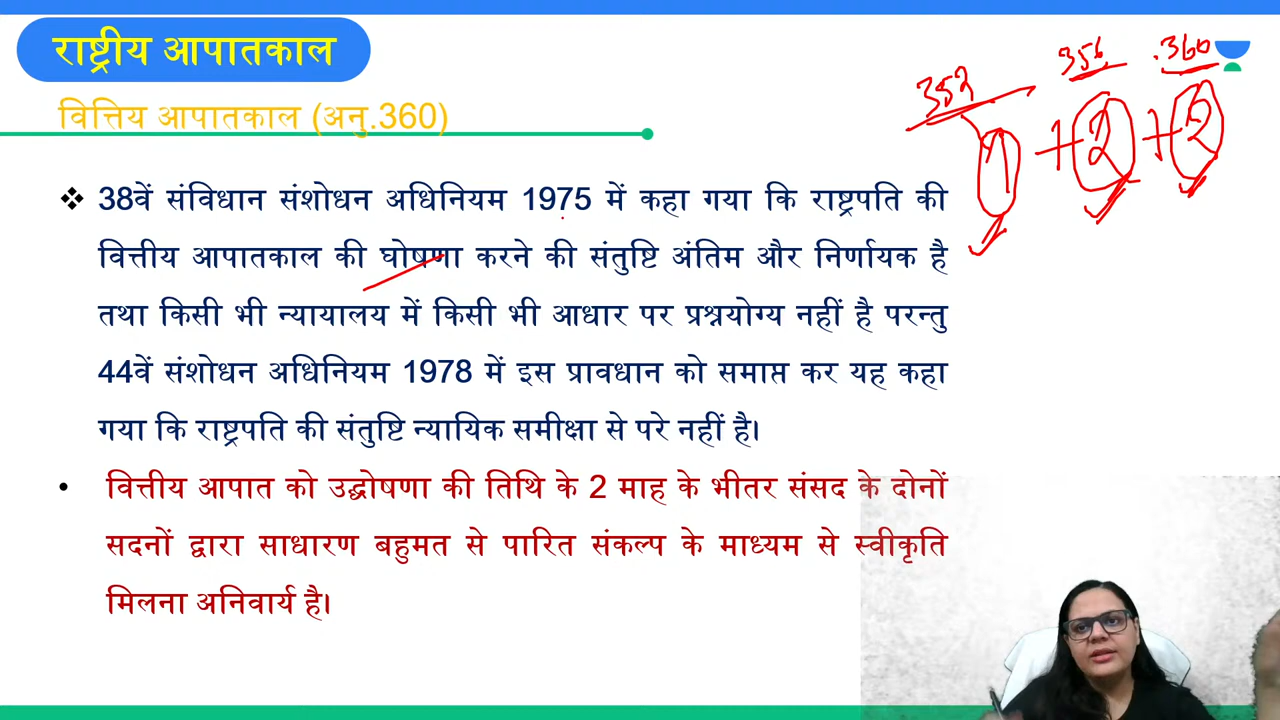 राष्ट्रीय आपातकाल
वित्तिय आपातकाल (अनु.360)
352
356
.360
1 + 2 + 2
38वें संविधान संशोधन अधिनियम 1975 में कहा गया कि राष्ट्रपति की
वित्तीय आपातकाल की घोषणा करने की संतुष्टि अंतिम और निर्णायक है
तथा किसी भी न्यायालय में किसी भी आधार पर प्रश्नयोग्य नहीं है परन्तु
44वें संशोधन अधिनियम 1978 में इस प्रावधान को समाप्त कर यह कहा
गया कि राष्ट्रपति की संतुष्टि न्यायिक समीक्षा से परे नहीं है।
वित्तीय आपात को उद्घोषणा की तिथि के 2 माह के भीतर संसद के दोनों
सदनों द्वारा साधारण बहुमत से पारित संकल्प के माध्यम से स्वीकृति
मिलना अनिवार्य है।